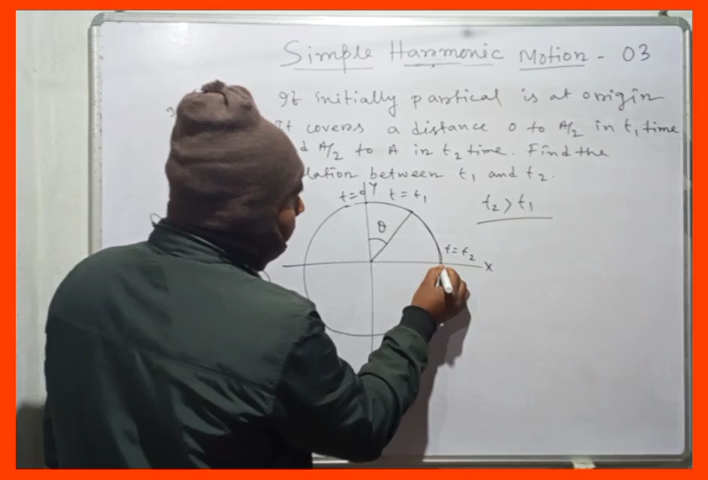 Simple Harmonic Motion - 03
If initially partical is at origin
It covers a distance 0 to A/2 in t₁ time
A/2 to A in t₂ time. Find the
between t₁ and t₂.
t=0 Y t=t₁
t₂ > t₁
θ
t=t₂
X